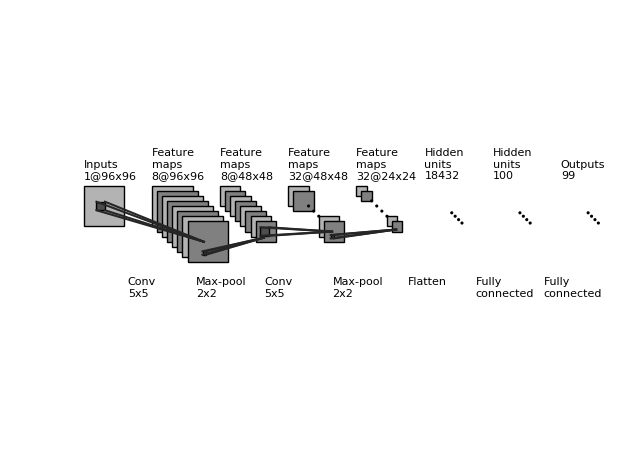 Inputs
1@96x96
Feature
maps
8@96x96
Feature
maps
8@48x48
Feature
maps
32@48x48
Feature
maps
32@24x24
Hidden
units
18432
Hidden
units
100
Outputs
99
Conv
5x5
Max-pool
2x2
Conv
5x5
Max-pool
2x2
Flatten
Fully
connected
Fully
connected